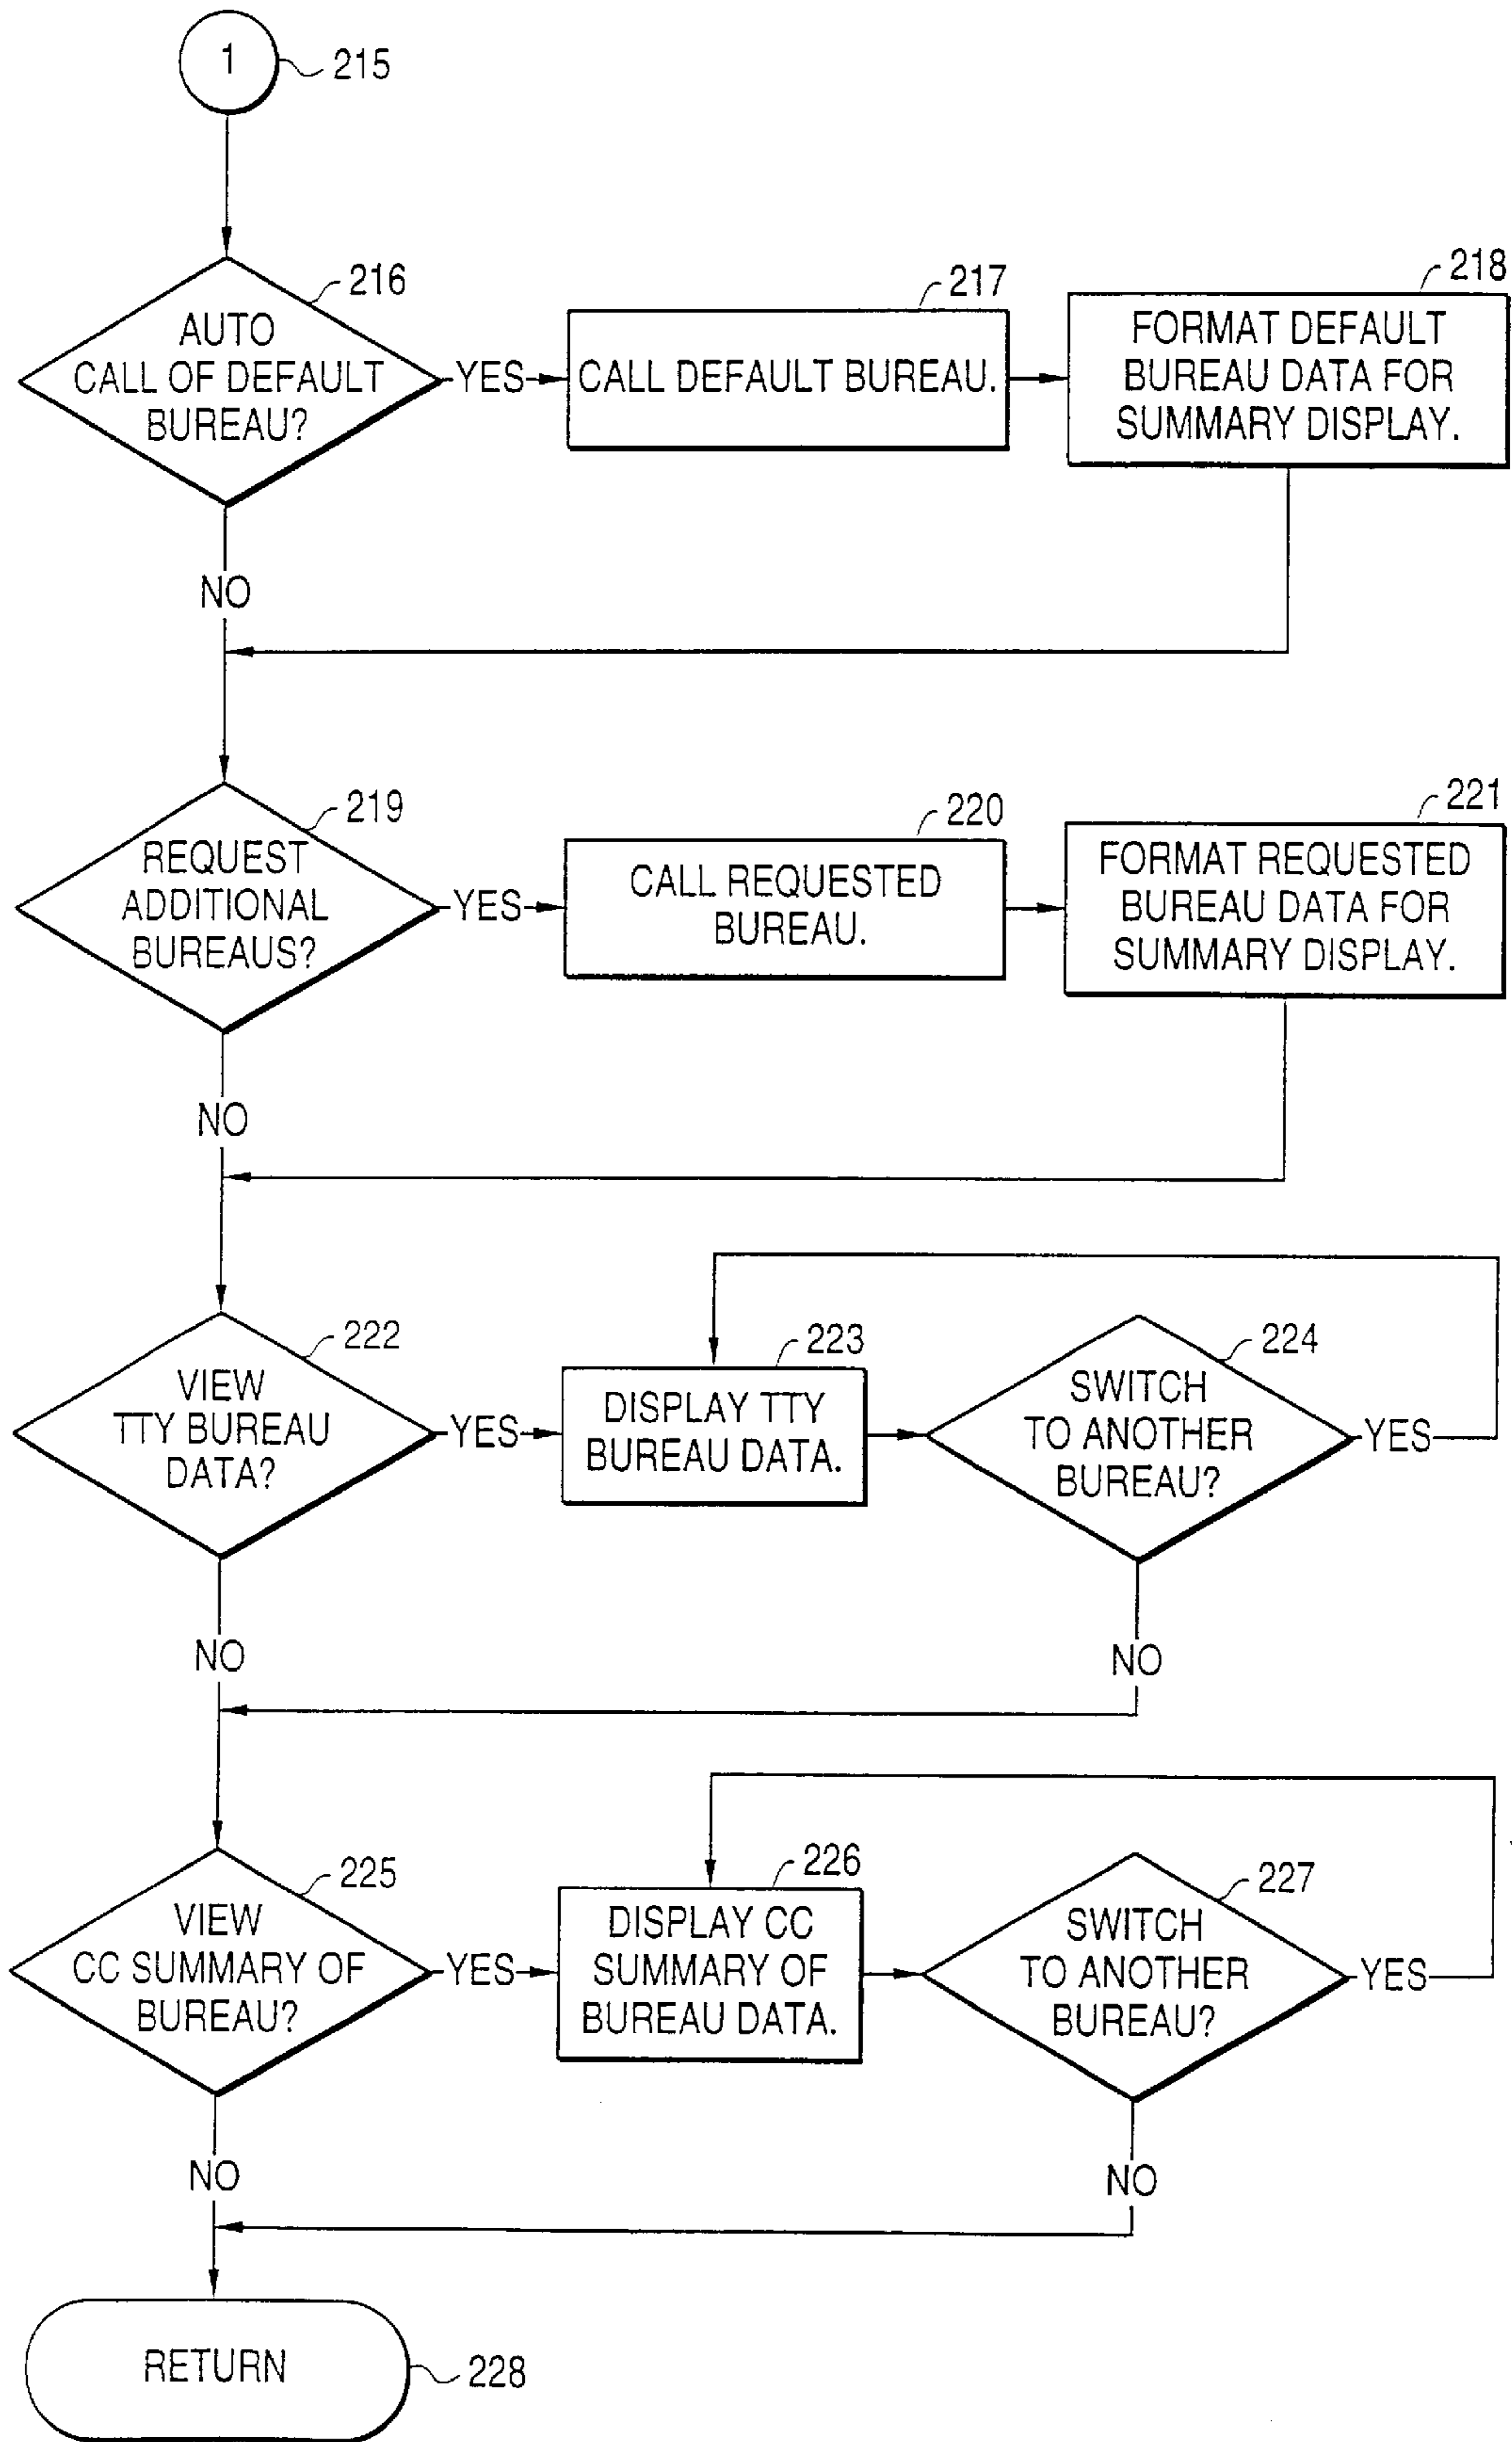 1
215
216
AUTO
CALL OF DEFAULT
BUREAU?
YES
217
CALL DEFAULT BUREAU.
218
FORMAT DEFAULT
BUREAU DATA FOR
SUMMARY DISPLAY.
NO
219
REQUEST
ADDITIONAL
BUREAUS?
YES
220
CALL REQUESTED
BUREAU.
221
FORMAT REQUESTED
BUREAU DATA FOR
SUMMARY DISPLAY.
NO
222
VIEW
TTY BUREAU
DATA?
YES
223
DISPLAY TTY
BUREAU DATA.
224
SWITCH
TO ANOTHER
BUREAU?
YES
NO
NO
225
VIEW
CC SUMMARY OF
BUREAU?
YES
226
DISPLAY CC
SUMMARY OF
BUREAU DATA.
227
SWITCH
TO ANOTHER
BUREAU?
YES
NO
NO
RETURN
228